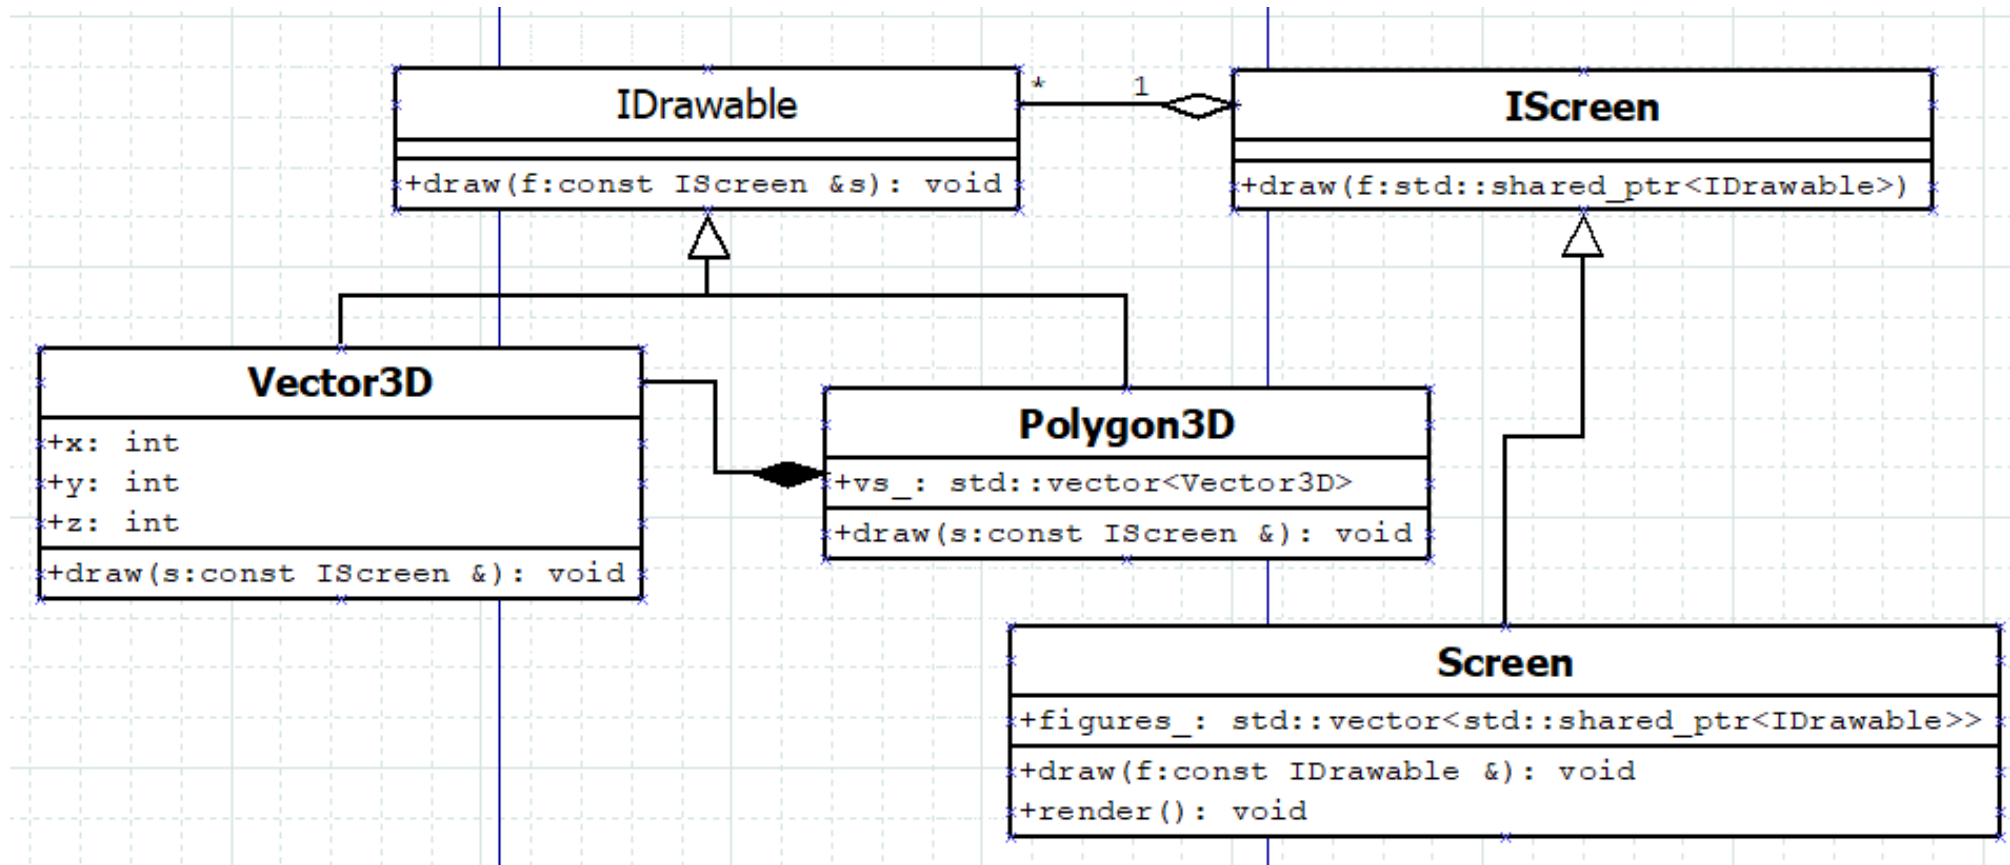 IDrawable
+draw(f:const IScreen &s): void
* 1
IScreen
+draw(f:std::shared_ptr<IDrawable>)
Vector3D
+x: int
+y: int
+z: int
+draw(s:const IScreen &): void
Polygon3D
+vs_: std::vector<Vector3D>
+draw(s:const IScreen &): void
Screen
+figures_: std::vector<std::shared_ptr<IDrawable>>
+draw(f:const IDrawable &): void
+render(): void